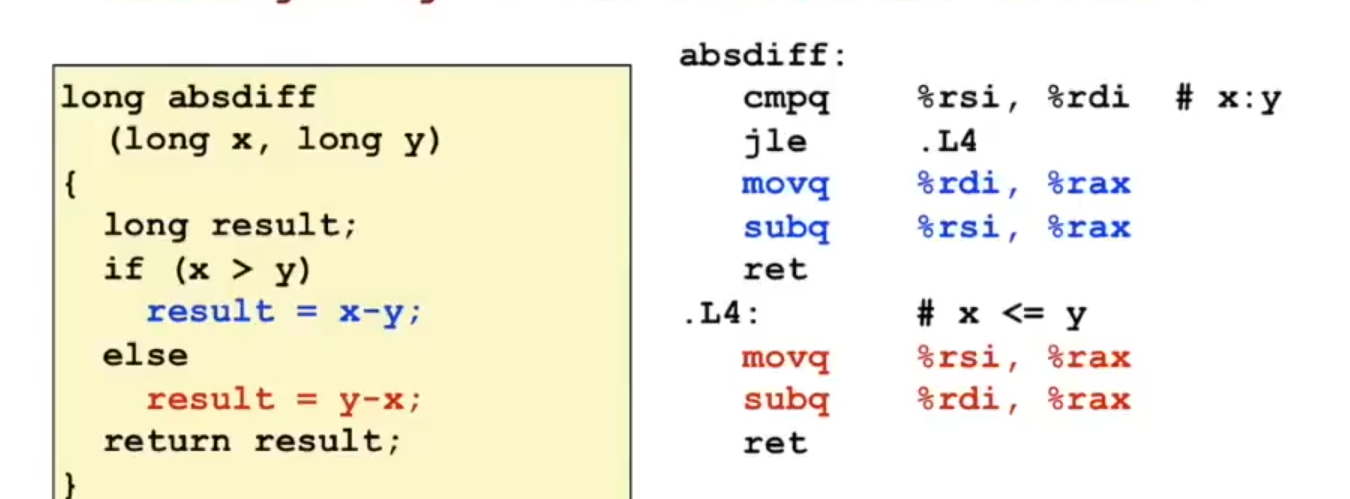 long absdiff
(long x, long y)
{
long result;
if (x > y)
result = x-y;
else
result = y-x;
return result;
}
absdiff:
cmpq %rsi, %rdi # x:y
jle .L4
movq %rdi, %rax
subq %rsi, %rax
ret
.L4: # x <= y
movq %rsi, %rax
subq %rdi, %rax
ret